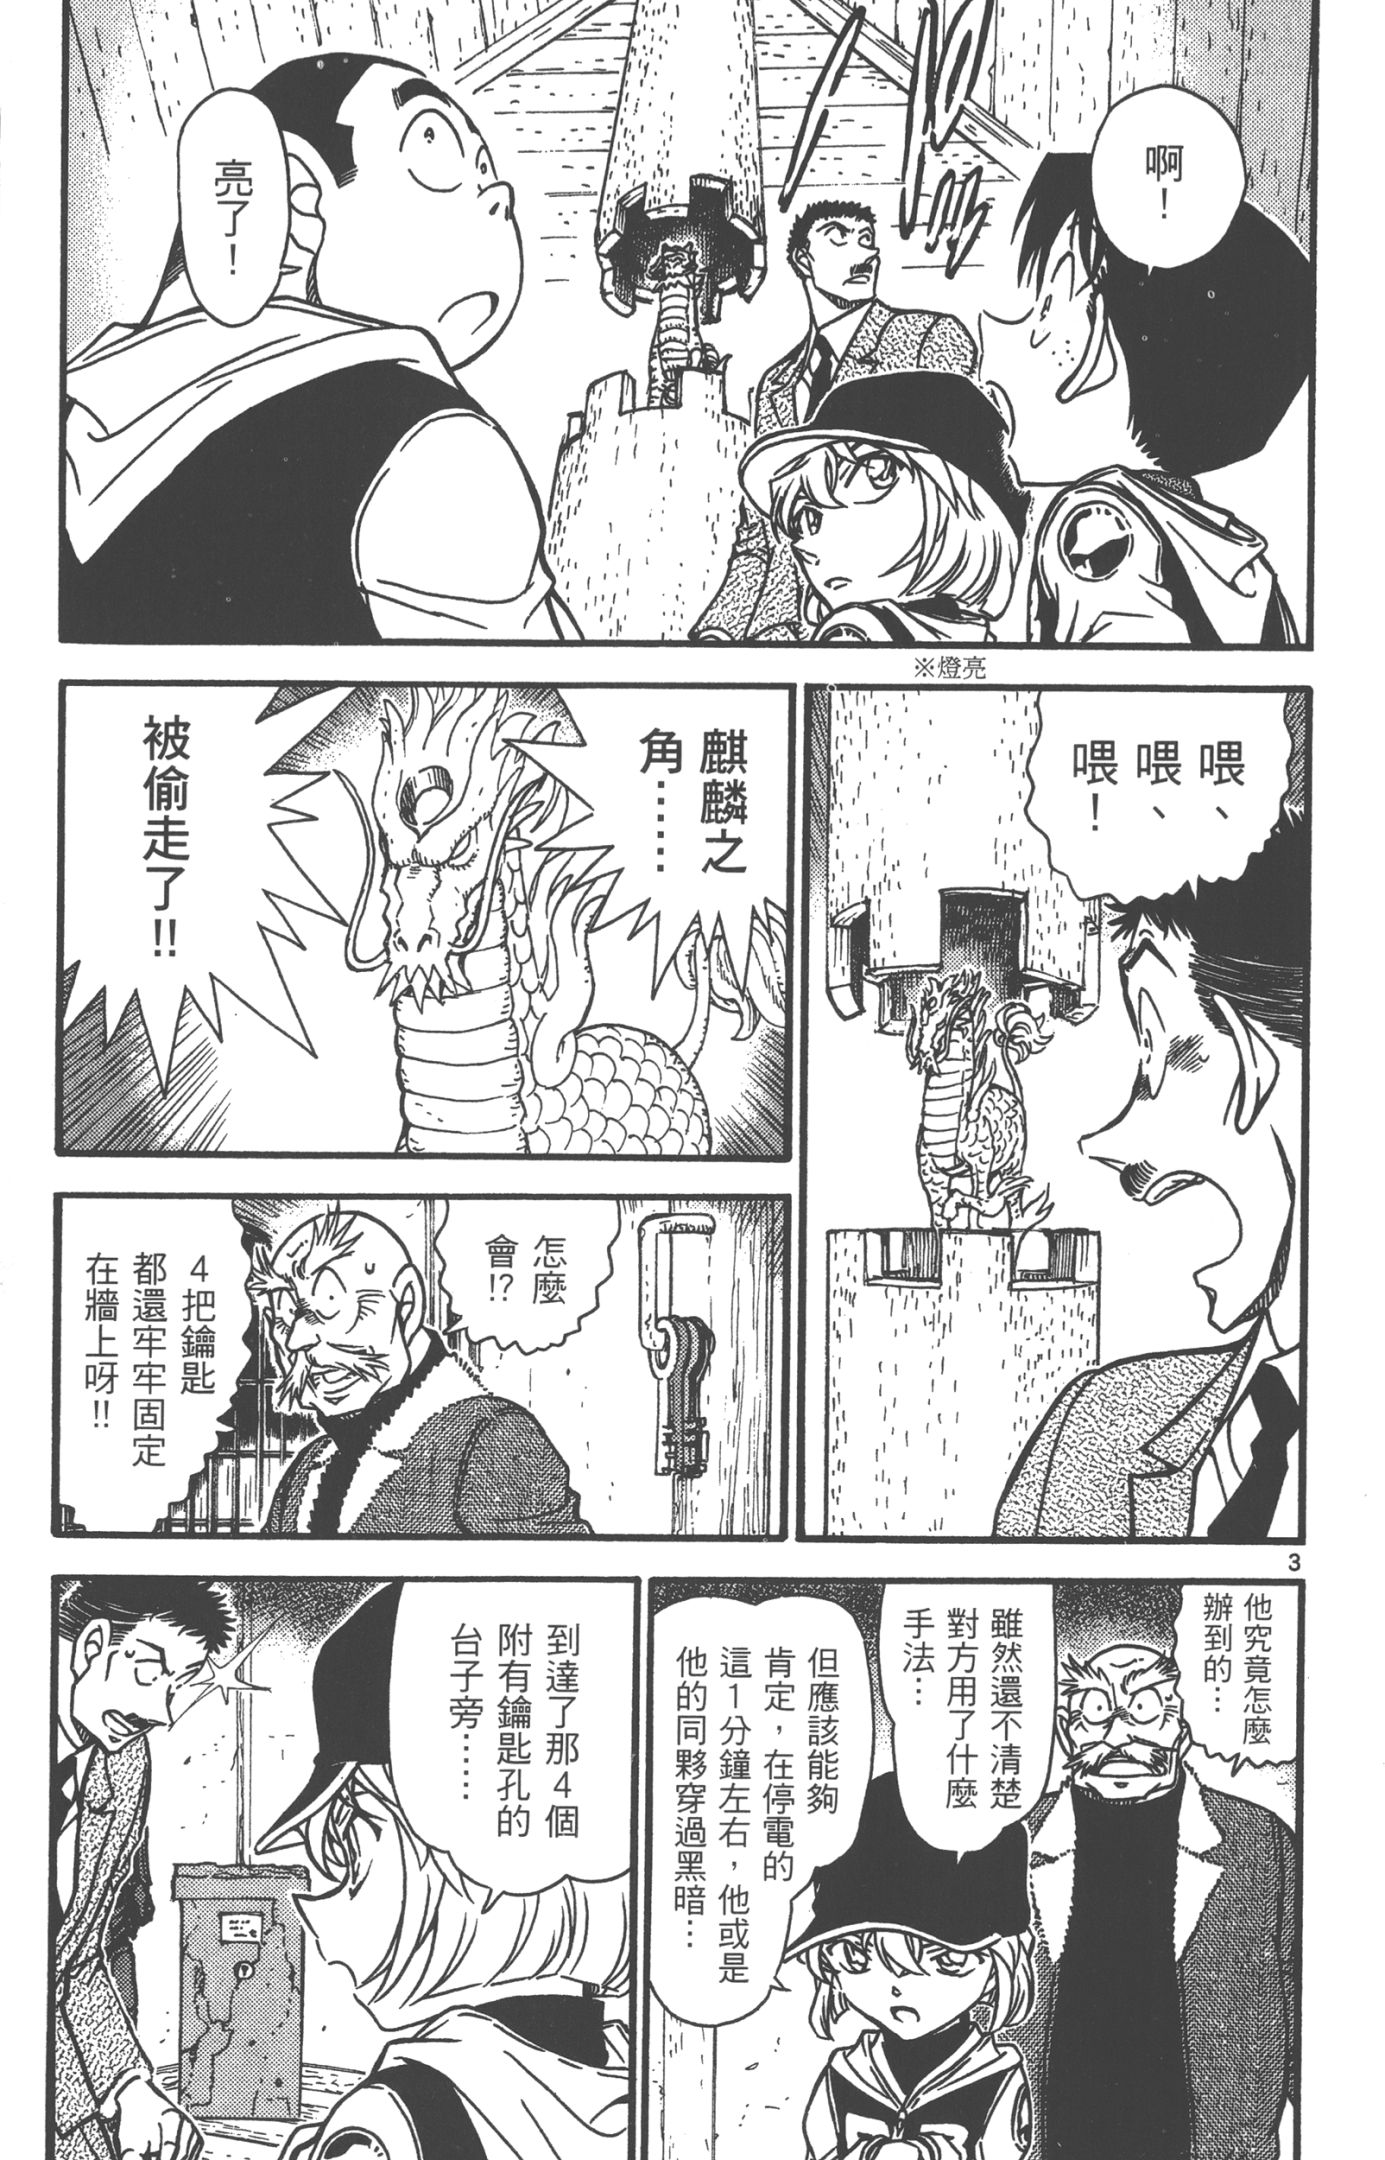 啊！
亮了！
※燈亮
喂、
喂、
喂！
麒麟之
角……
被偷走了!!
怎麼
會!?
4把鑰匙
都還牢牢固定
在牆上呀!!
3
他究竟怎麼
辦到的…
雖然還不清楚
對方用了什麼
手法…
但應該能夠
肯定，在停電的
這1分鐘左右，他或是
他的同夥穿過黑暗…
到達了那4個
附有鑰匙孔的
台子旁……